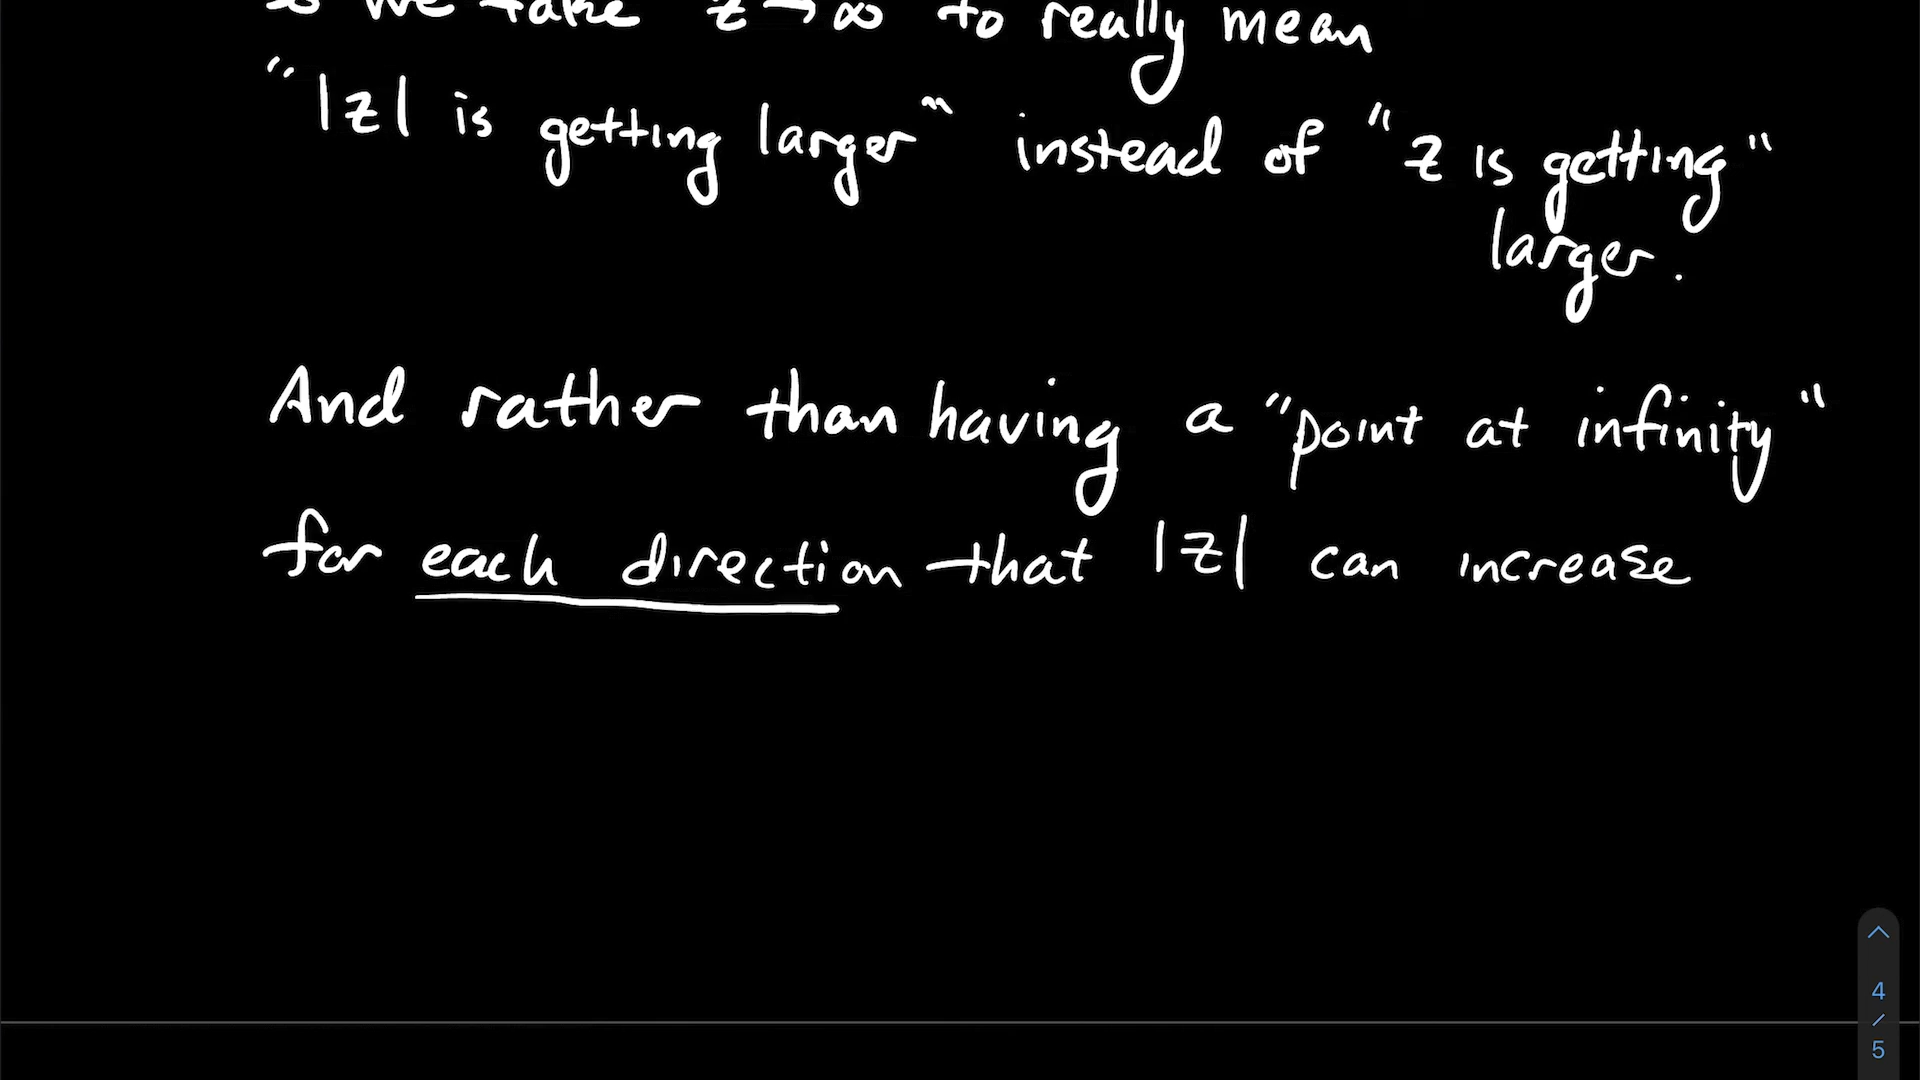 So we take z → ∞ to really mean
"|z| is getting larger" instead of "z is getting"
larger.
And rather than having a "point at infinity"
for each direction that |z| can increase
4
/
5